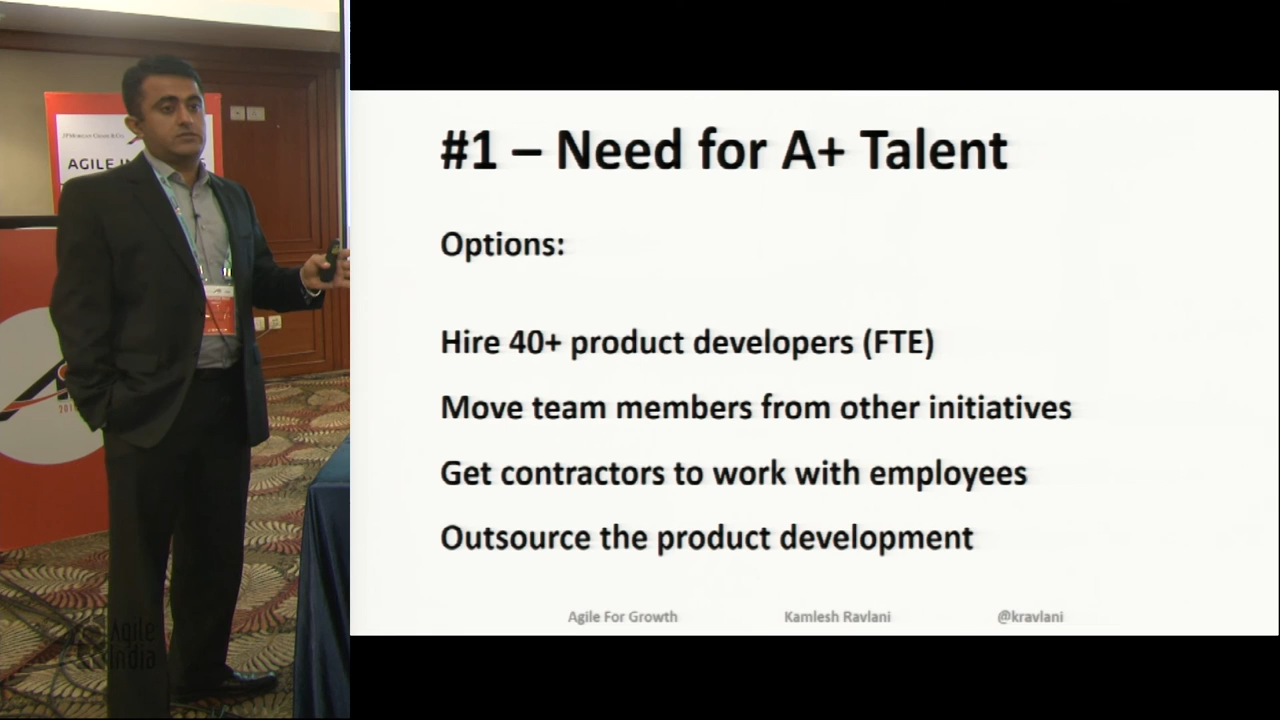 AGILE IN
#1 – Need for A+ Talent
Options:
Hire 40+ product developers (FTE)
Move team members from other initiatives
Get contractors to work with employees
Outsource the product development
Agile For Growth Kamlesh Ravlani @kravlani
Agile
India